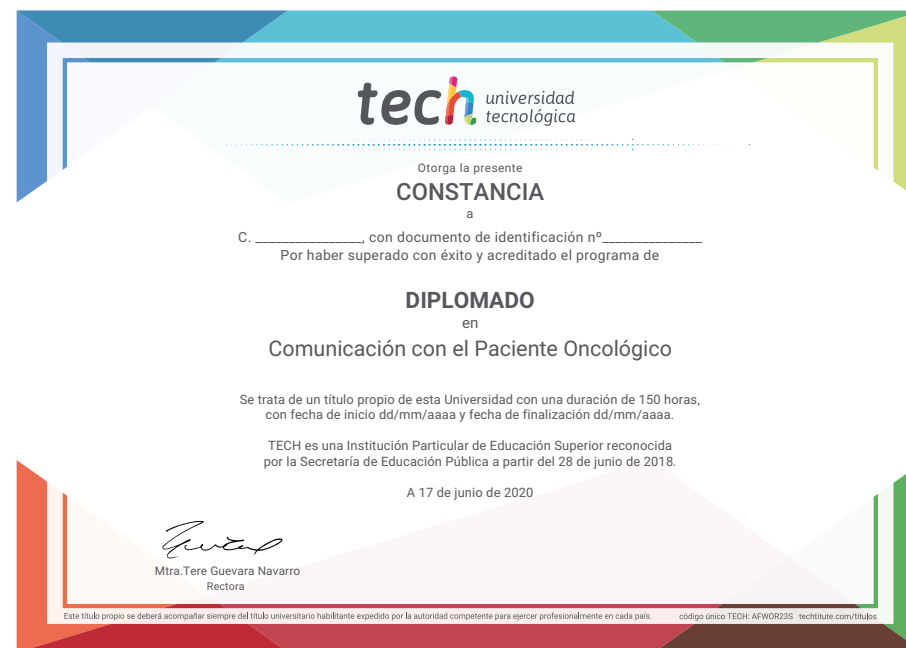 tech universidad
tecnológica
Otorga la presente
CONSTANCIA
a
C. ________________, con documento de identificación nº_______________
Por haber superado con éxito y acreditado el programa de
DIPLOMADO
en
Comunicación con el Paciente Oncológico
Se trata de un título propio de esta Universidad con una duración de 150 horas,
con fecha de inicio dd/mm/aaaa y fecha de finalización dd/mm/aaaa.
TECH es una Institución Particular de Educación Superior reconocida
por la Secretaría de Educación Pública a partir del 28 de junio de 2018.
A 17 de junio de 2020
Mtra.Tere Guevara Navarro
Rectora
Este título propio se deberá acompañar siempre del título universitario habilitante expedido por la autoridad competente para ejercer profesionalmente en cada país. código único TECH: AFWOR23S techtitute.com/títulos